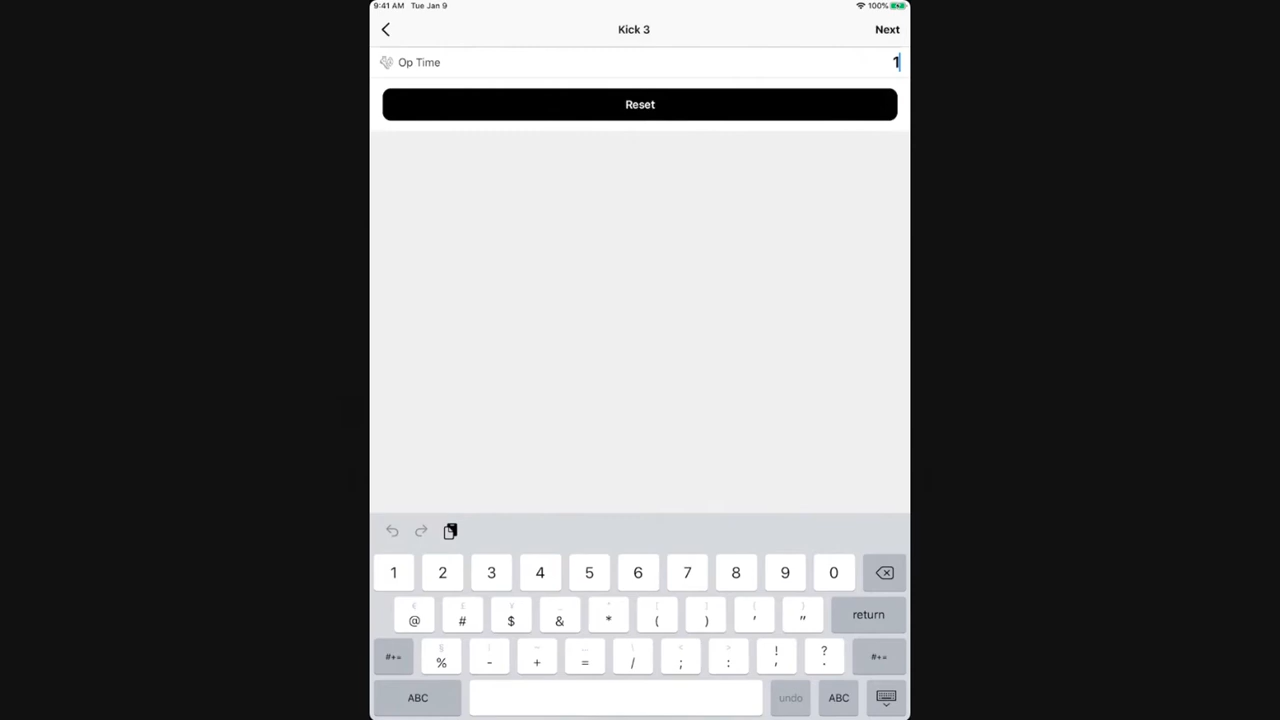 9:41 AM Tue Jan 9 100%
Kick 3 Next
Op Time 1
Reset
1 2 3 4 5 6 7 8 9 0
@ # $ & * ( ) ' " return
#+= % - + = / ; : ! , ? . #+=
ABC undo ABC